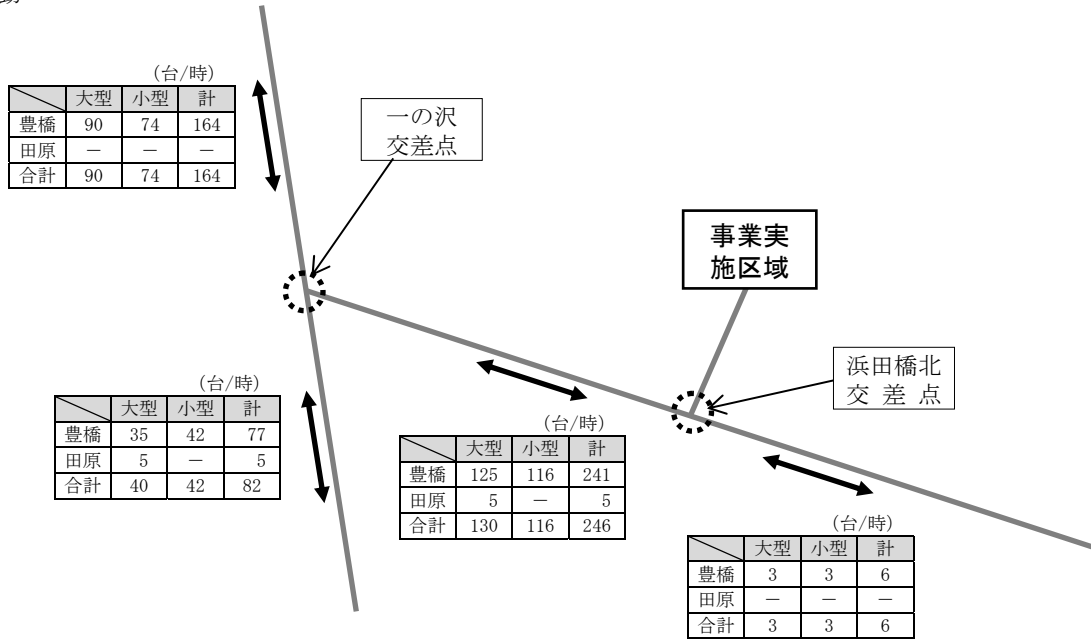 (台/時)
大型 小型 計
豊橋 90 74 164
田原 － － －
合計 90 74 164
一の沢
交差点
事業実
施区域
浜田橋北
交 差 点
(台/時)
大型 小型 計
豊橋 35 42 77
田原 5 － 5
合計 40 42 82
(台/時)
大型 小型 計
豊橋 125 116 241
田原 5 － 5
合計 130 116 246
(台/時)
大型 小型 計
豊橋 3 3 6
田原 － － －
合計 3 3 6